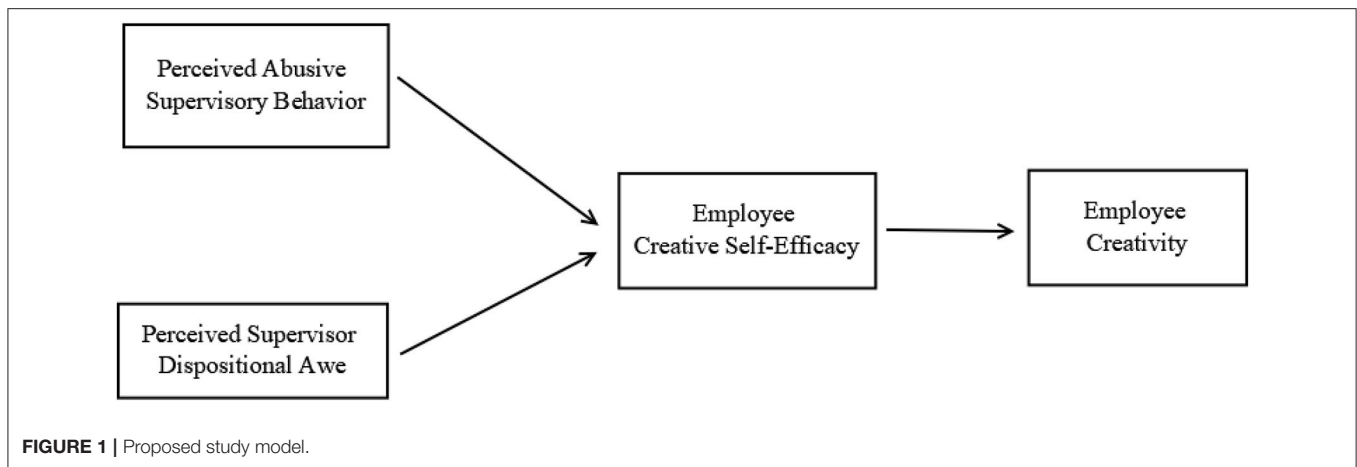 Perceived Abusive
Supervisory Behavior
Employee
Creative Self-Efficacy
Employee
Creativity
Perceived Supervisor
Dispositional Awe
FIGURE 1 | Proposed study model.